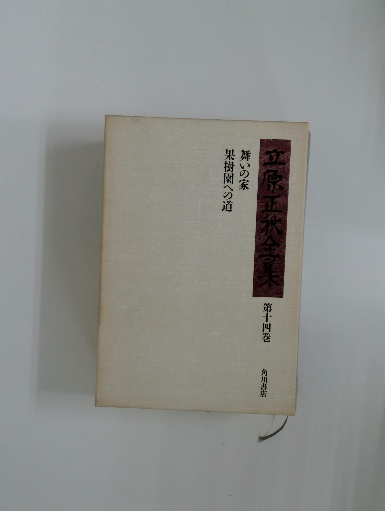 立原正秋全集
第十四巻
角川書店
舞いの家
果樹園への道